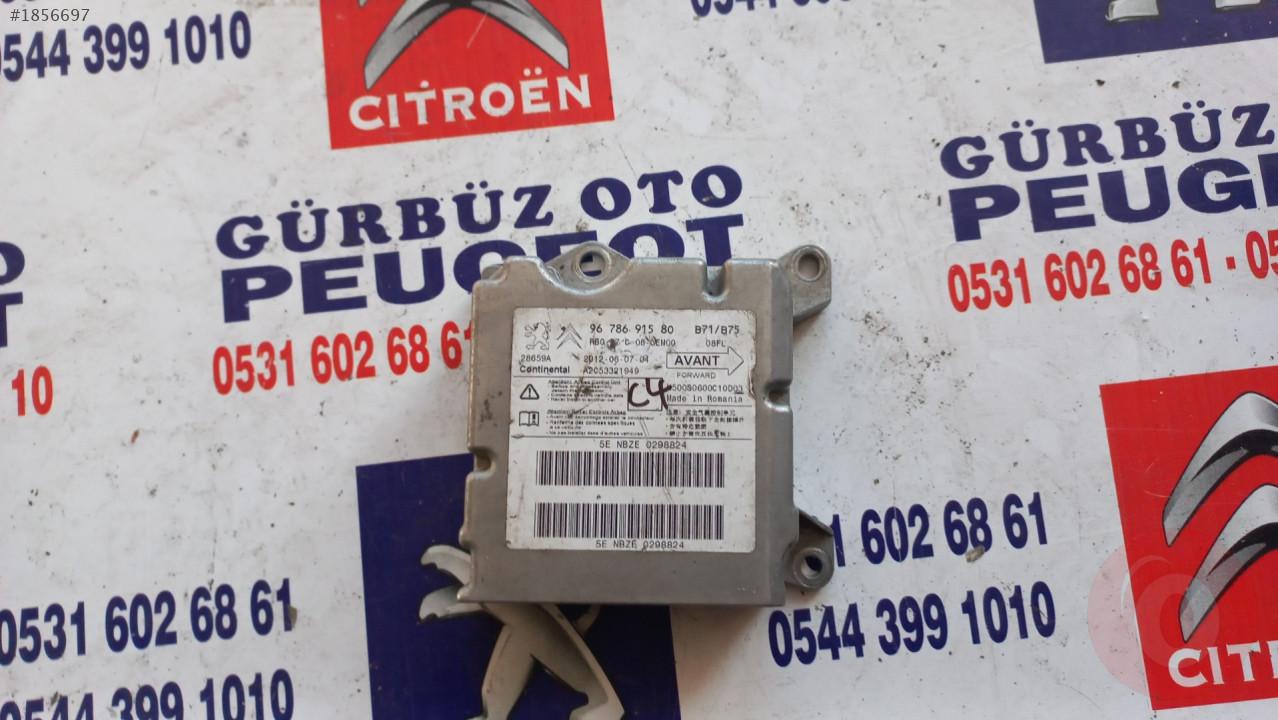 #1856697
0544 399 1010
CITROËN
GÜRBÜZ OTO
PEUGEOT
0531 602 68 61
GÜRBÜZ
PEUG
0531 602 68 61 - 05
10
96 786 915 80 B71/B75
08FL
28659A 2012-06-07 04 AVANT
Continental A2053321949 FORWARD
C4
Made in Romania
5E NBZE 0298824
5E NBZE 0298824
1 602 68 61
0544 399 1010
0531 602 68 61
0544 399 1010
CIT